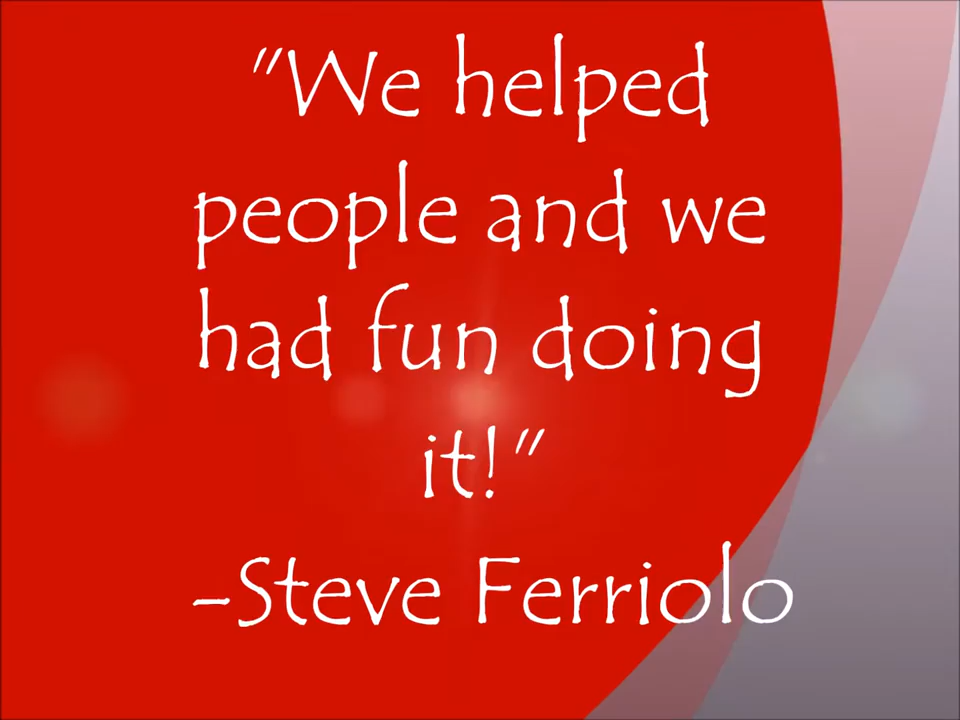 "We helped
people and we
had fun doing
it!"
-Steve Ferriolo